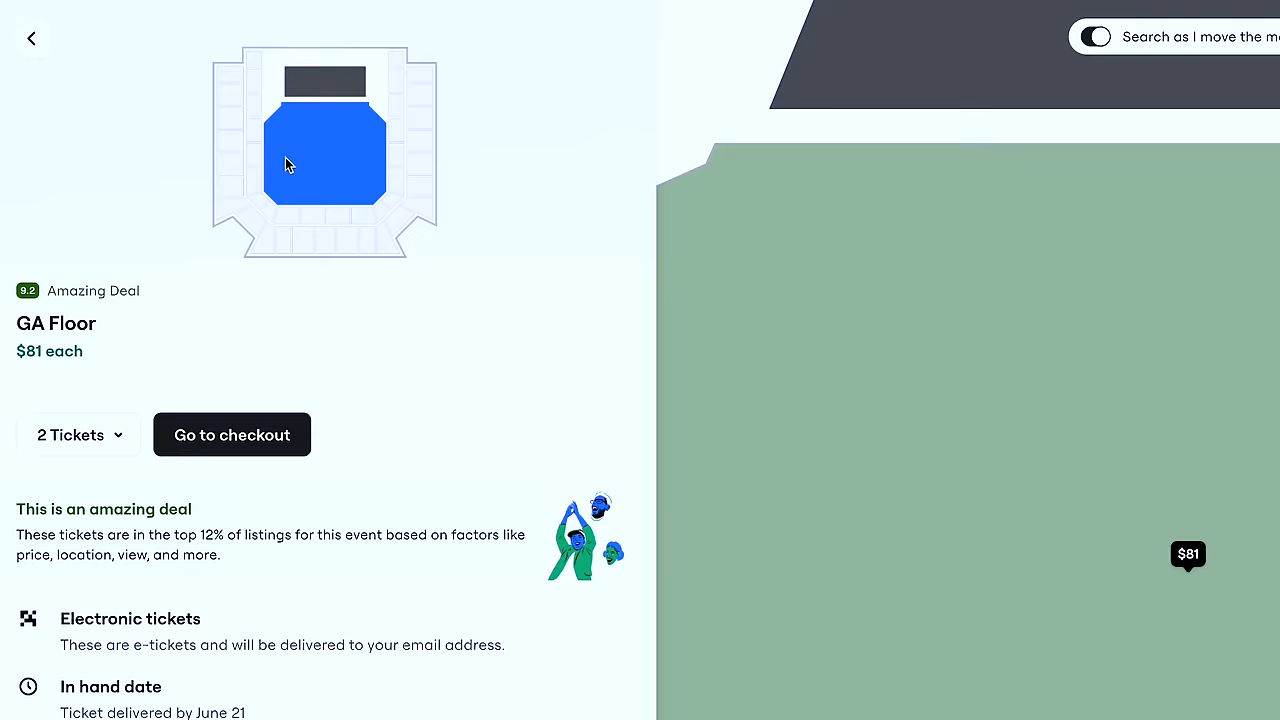 Search as I move the m
9.2 Amazing Deal
GA Floor
$81 each
2 Tickets
Go to checkout
This is an amazing deal
These tickets are in the top 12% of listings for this event based on factors like
price, location, view, and more.
$81
Electronic tickets
These are e-tickets and will be delivered to your email address.
In hand date
Ticket delivered by June 21